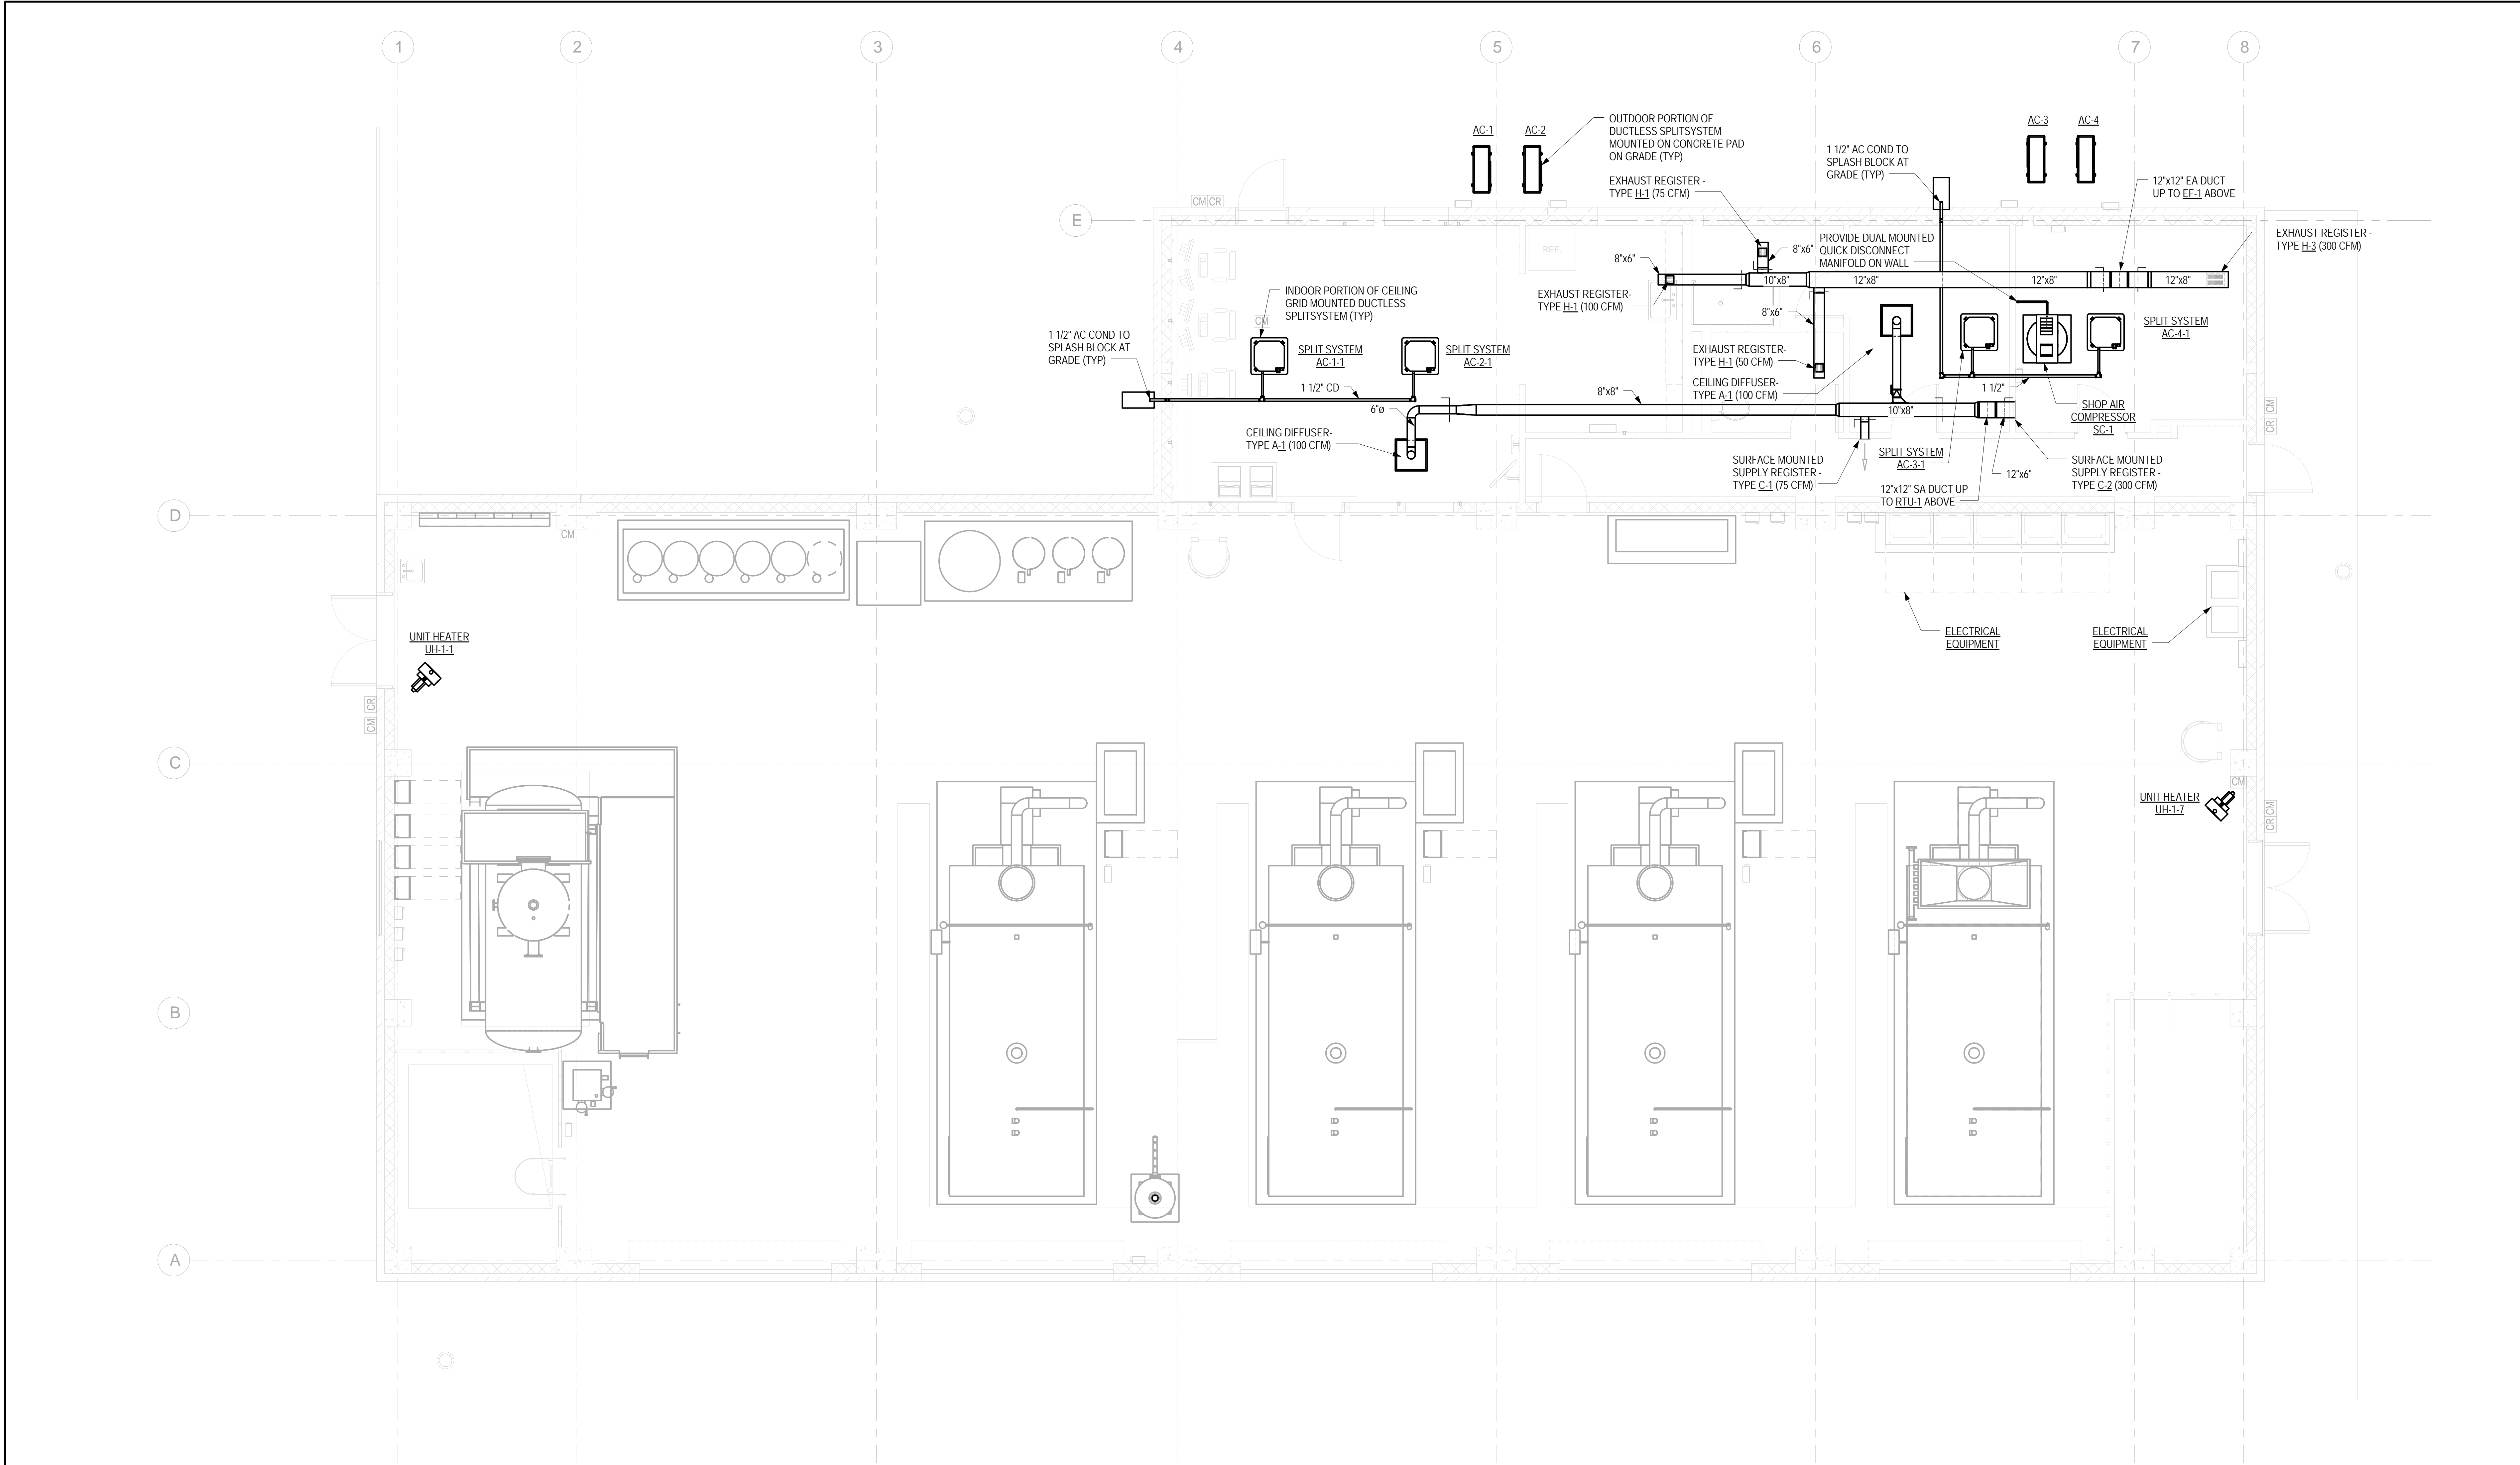 1
2
3
4
5
6
7
8
AC-1
AC-2
OUTDOOR PORTION OF
DUCTLESS SPLITSYSTEM
MOUNTED ON CONCRETE PAD
ON GRADE (TYP)
AC-3
AC-4
1 1/2" AC COND TO
SPLASH BLOCK AT
GRADE (TYP)
EXHAUST REGISTER -
TYPE H-1 (75 CFM)
12"x12" EA DUCT
UP TO EF-1 ABOVE
CM
CR
E
REF.
8"x6"
8"x6"
PROVIDE DUAL MOUNTED
QUICK DISCONNECT
MANIFOLD ON WALL
EXHAUST REGISTER -
TYPE H-3 (300 CFM)
10"x8"
12"x8"
12"x8"
12"x8"
INDOOR PORTION OF CEILING
GRID MOUNTED DUCTLESS
SPLITSYSTEM (TYP)
EXHAUST REGISTER-
TYPE H-1 (100 CFM)
8"x6"
CM
1 1/2" AC COND TO
SPLASH BLOCK AT
GRADE (TYP)
SPLIT SYSTEM
AC-1-1
SPLIT SYSTEM
AC-2-1
EXHAUST REGISTER-
TYPE H-1 (50 CFM)
SPLIT SYSTEM
AC-4-1
CEILING DIFFUSER-
TYPE A-1 (100 CFM)
1 1/2" CD
8"x8"
1 1/2"
6"ø
10"x8"
SHOP AIR
COMPRESSOR
SC-1
CM
CR
CEILING DIFFUSER-
TYPE A-1 (100 CFM)
SURFACE MOUNTED
SUPPLY REGISTER -
TYPE C-1 (75 CFM)
SPLIT SYSTEM
AC-3-1
12"x6"
SURFACE MOUNTED
SUPPLY REGISTER -
TYPE C-2 (300 CFM)
12"x12" SA DUCT UP
TO RTU-1 ABOVE
D
CM
UNIT HEATER
UH-1-1
ELECTRICAL
EQUIPMENT
ELECTRICAL
EQUIPMENT
CR
CM
C
CM
UNIT HEATER
UH-1-7
CM
CR
B
A